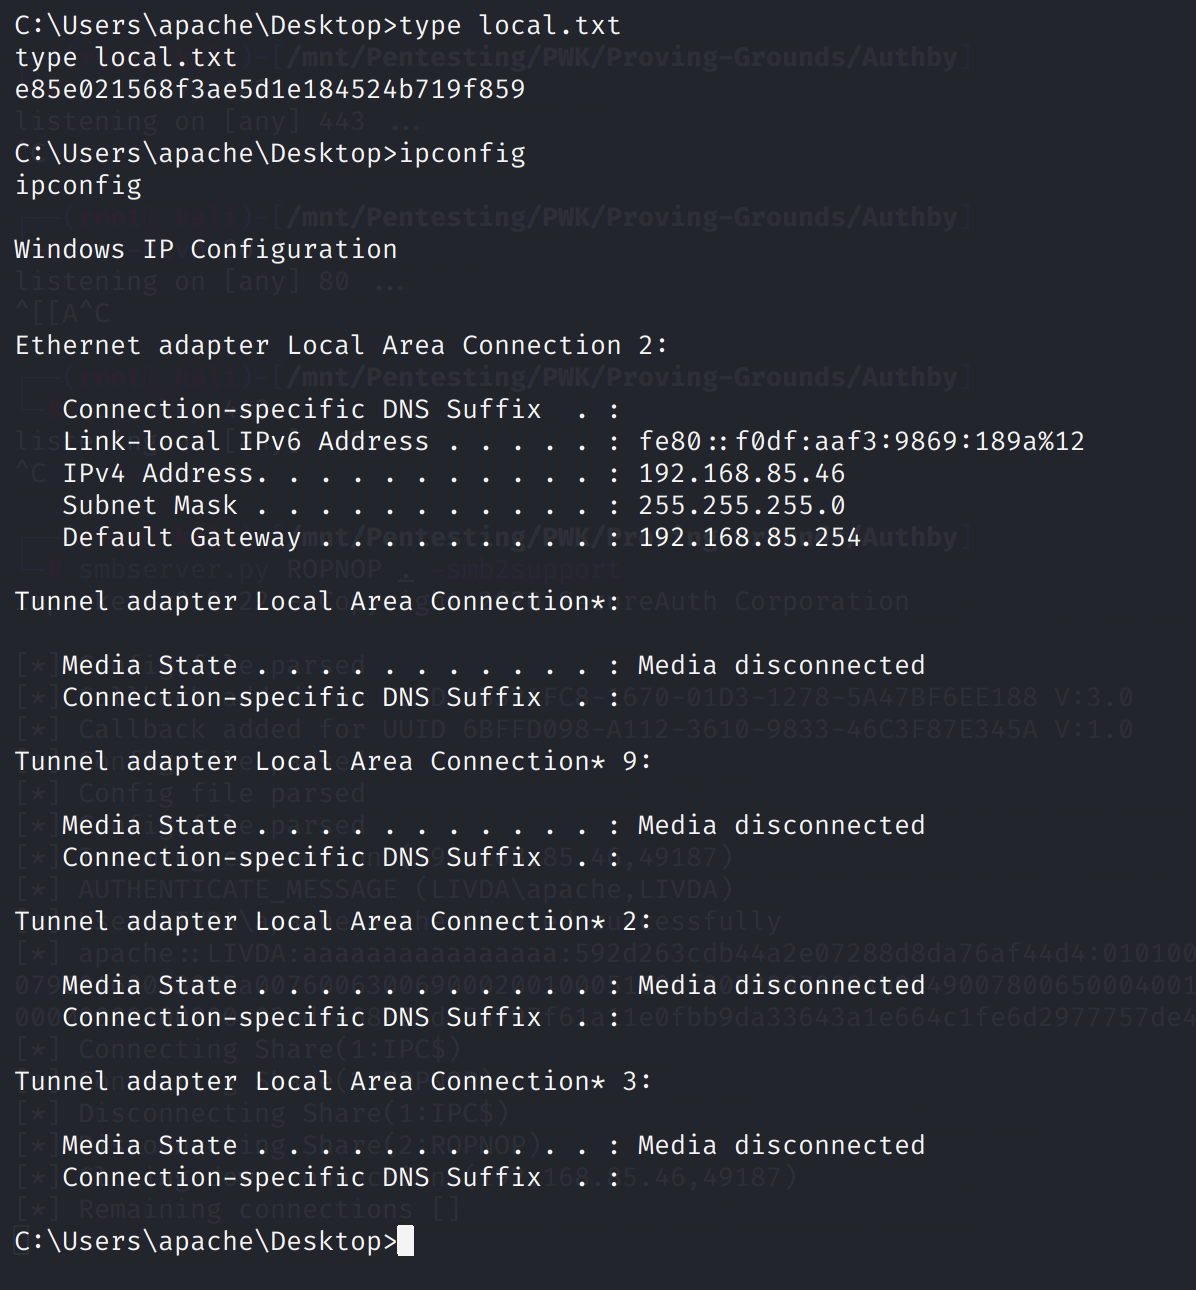 C:\Users\apache\Desktop>type local.txt
type local.txt
e85e021568f3ae5d1e184524b719f859
C:\Users\apache\Desktop>ipconfig
ipconfig
Windows IP Configuration
Ethernet adapter Local Area Connection 2:
Connection-specific DNS Suffix  . :
Link-local IPv6 Address . . . . . : fe80::f0df:aaf3:9869:189a%12
IPv4 Address. . . . . . . . . . . : 192.168.85.46
Subnet Mask . . . . . . . . . . . : 255.255.255.0
Default Gateway . . . . . . . . . : 192.168.85.254
Tunnel adapter Local Area Connection*:
Media State . . . . . . . . . . . : Media disconnected
Connection-specific DNS Suffix  . :
Tunnel adapter Local Area Connection* 9:
Media State . . . . . . . . . . . : Media disconnected
Connection-specific DNS Suffix  . :
Tunnel adapter Local Area Connection* 2:
Media State . . . . . . . . . . . : Media disconnected
Connection-specific DNS Suffix  . :
Tunnel adapter Local Area Connection* 3:
Media State . . . . . . . . . . . : Media disconnected
Connection-specific DNS Suffix  . :
C:\Users\apache\Desktop>